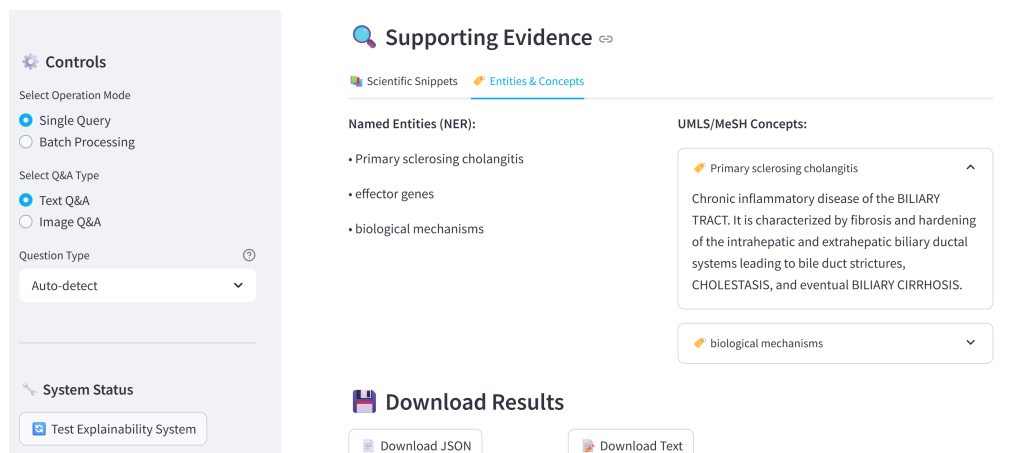 Controls
Select Operation Mode
Single Query
Batch Processing
Select Q&A Type
Text Q&A
Image Q&A
Question Type
Auto-detect
System Status
Test Explainability System
Supporting Evidence
Scientific Snippets
Entities & Concepts
Named Entities (NER):
• Primary sclerosing cholangitis
• effector genes
• biological mechanisms
UMLS/MeSH Concepts:
Primary sclerosing cholangitis
Chronic inflammatory disease of the BILIARY
TRACT. It is characterized by fibrosis and hardening
of the intrahepatic and extrahepatic biliary ductal
systems leading to bile duct strictures,
CHOLESTASIS, and eventual BILIARY CIRRHOSIS.
biological mechanisms
Download Results
Download JSON
Download Text